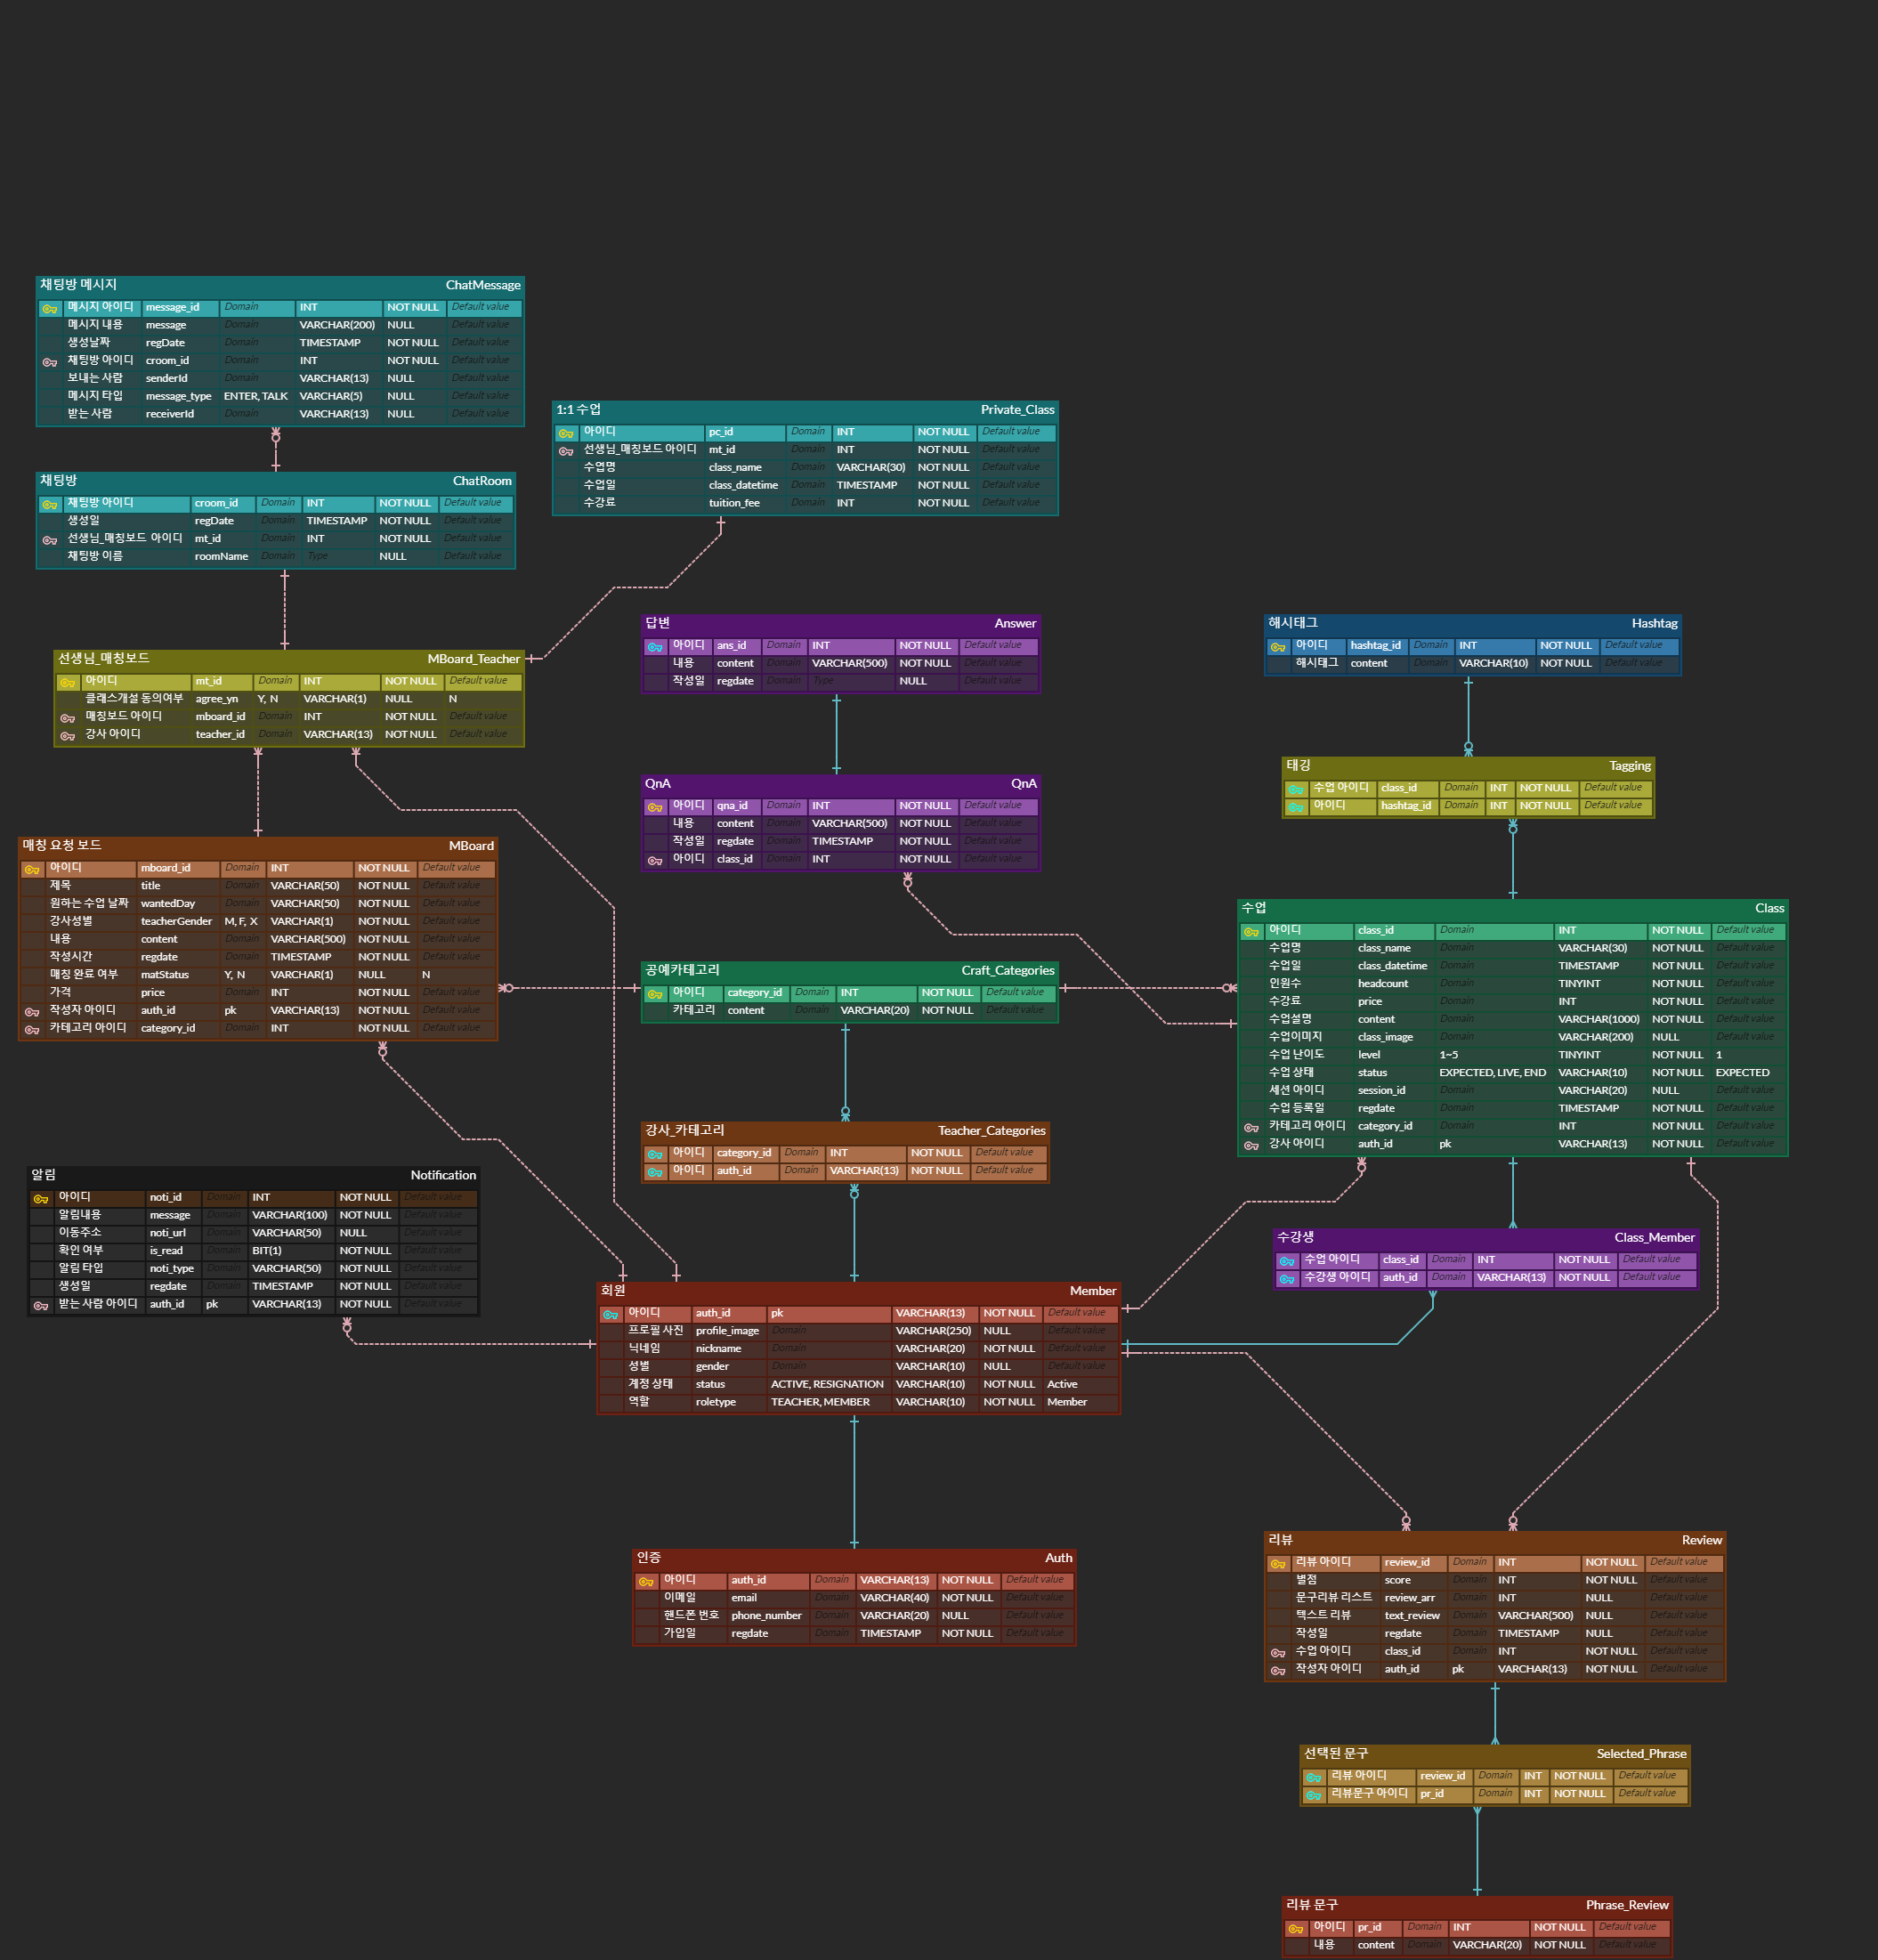 채팅방 메시지 ChatMessage
메시지 아이디 message_id Domain INT NOT NULL Default value
메시지 내용 message Domain VARCHAR(200) NULL Default value
생성날짜 regDate Domain TIMESTAMP NOT NULL Default value
채팅방 아이디 croom_id Domain INT NOT NULL Default value
보내는 사람 senderId Domain VARCHAR(13) NULL Default value
메시지 타입 message_type ENTER, TALK VARCHAR(5) NULL Default value
받는 사람 receiverId Domain VARCHAR(13) NULL Default value
1:1 수업 Private_Class
아이디 pc_id Domain INT NOT NULL Default value
선생님_매칭보드 아이디 mt_id Domain INT NOT NULL Default value
수업명 class_name Domain VARCHAR(30) NOT NULL Default value
수업일 class_datetime Domain TIMESTAMP NOT NULL Default value
수강료 tuition_fee Domain INT NOT NULL Default value
채팅방 ChatRoom
채팅방 아이디 croom_id Domain INT NOT NULL Default value
생성일 regDate Domain TIMESTAMP NOT NULL Default value
선생님_매칭보드 아이디 mt_id Domain INT NOT NULL Default value
채팅방 이름 roomName Domain Type NULL Default value
답변 Answer
아이디 ans_id Domain INT NOT NULL Default value
내용 content Domain VARCHAR(500) NOT NULL Default value
작성일 regdate Domain Type NULL Default value
해시태그 Hashtag
아이디 hashtag_id Domain INT NOT NULL Default value
해시태그 content Domain VARCHAR(10) NOT NULL Default value
선생님_매칭보드 MBoard_Teacher
아이디 mt_id Domain INT NOT NULL Default value
클래스개설 동의여부 agree_yn Y, N VARCHAR(1) NULL N
매칭보드 아이디 mboard_id Domain INT NOT NULL Default value
강사 아이디 teacher_id Domain VARCHAR(13) NOT NULL Default value
태깅 Tagging
수업 아이디 class_id Domain INT NOT NULL Default value
아이디 hashtag_id Domain INT NOT NULL Default value
QnA QnA
아이디 qna_id Domain INT NOT NULL Default value
내용 content Domain VARCHAR(500) NOT NULL Default value
작성일 regdate Domain TIMESTAMP NOT NULL Default value
아이디 class_id Domain INT NOT NULL Default value
매칭 요청 보드 MBoard
아이디 mboard_id Domain INT NOT NULL Default value
제목 title Domain VARCHAR(50) NOT NULL Default value
원하는 수업 날짜 wantedDay Domain VARCHAR(50) NOT NULL Default value
강사성별 teacherGender M, F, X VARCHAR(1) NOT NULL Default value
내용 content Domain VARCHAR(500) NOT NULL Default value
작성시간 regdate Domain TIMESTAMP NOT NULL Default value
매칭 완료 여부 matStatus Y, N VARCHAR(1) NULL N
가격 price Domain INT NOT NULL Default value
작성자 아이디 auth_id pk VARCHAR(13) NOT NULL Default value
카테고리 아이디 category_id Domain INT NOT NULL Default value
수업 Class
아이디 class_id Domain INT NOT NULL Default value
수업명 class_name Domain VARCHAR(30) NOT NULL Default value
수업일 class_datetime Domain TIMESTAMP NOT NULL Default value
인원수 headcount Domain TINYINT NOT NULL Default value
수강료 price Domain INT NOT NULL Default value
수업설명 content Domain VARCHAR(1000) NOT NULL Default value
수업이미지 class_image Domain VARCHAR(200) NULL Default value
수업 난이도 level 1~5 TINYINT NOT NULL 1
수업 상태 status EXPECTED, LIVE, END VARCHAR(10) NOT NULL EXPECTED
세션 아이디 session_id Domain VARCHAR(20) NULL Default value
수업 등록일 regdate Domain TIMESTAMP NOT NULL Default value
카테고리 아이디 category_id Domain INT NOT NULL Default value
강사 아이디 auth_id pk VARCHAR(13) NOT NULL Default value
공예카테고리 Craft_Categories
아이디 category_id Domain INT NOT NULL Default value
카테고리 content Domain VARCHAR(20) NOT NULL Default value
강사_카테고리 Teacher_Categories
아이디 category_id Domain INT NOT NULL Default value
아이디 auth_id Domain VARCHAR(13) NOT NULL Default value
알림 Notification
아이디 noti_id Domain INT NOT NULL Default value
알림내용 message Domain VARCHAR(100) NOT NULL Default value
이동주소 noti_url Domain VARCHAR(50) NULL Default value
확인 여부 is_read Domain BIT(1) NOT NULL Default value
알림 타입 noti_type Domain VARCHAR(50) NOT NULL Default value
생성일 regdate Domain TIMESTAMP NOT NULL Default value
받는 사람 아이디 auth_id pk VARCHAR(13) NOT NULL Default value
수강생 Class_Member
수업 아이디 class_id Domain INT NOT NULL Default value
수강생 아이디 auth_id Domain VARCHAR(13) NOT NULL Default value
회원 Member
아이디 auth_id pk VARCHAR(13) NOT NULL Default value
프로필 사진 profile_image Domain VARCHAR(250) NULL Default value
닉네임 nickname Domain VARCHAR(20) NOT NULL Default value
성별 gender Domain VARCHAR(10) NULL Default value
계정 상태 status ACTIVE, RESIGNATION VARCHAR(10) NOT NULL Active
역할 roletype TEACHER, MEMBER VARCHAR(10) NOT NULL Member
인증 Auth
아이디 auth_id Domain VARCHAR(13) NOT NULL Default value
이메일 email Domain VARCHAR(40) NOT NULL Default value
핸드폰 번호 phone_number Domain VARCHAR(20) NULL Default value
가입일 regdate Domain TIMESTAMP NOT NULL Default value
리뷰 Review
리뷰 아이디 review_id Domain INT NOT NULL Default value
별점 score Domain INT NOT NULL Default value
문구리뷰 리스트 review_arr Domain INT NULL Default value
텍스트 리뷰 text_review Domain VARCHAR(500) NULL Default value
작성일 regdate Domain TIMESTAMP NULL Default value
수업 아이디 class_id Domain INT NOT NULL Default value
작성자 아이디 auth_id pk VARCHAR(13) NOT NULL Default value
선택된 문구 Selected_Phrase
리뷰 아이디 review_id Domain INT NOT NULL Default value
리뷰문구 아이디 pr_id Domain INT NOT NULL Default value
리뷰 문구 Phrase_Review
아이디 pr_id Domain INT NOT NULL Default value
내용 content Domain VARCHAR(20) NOT NULL Default value